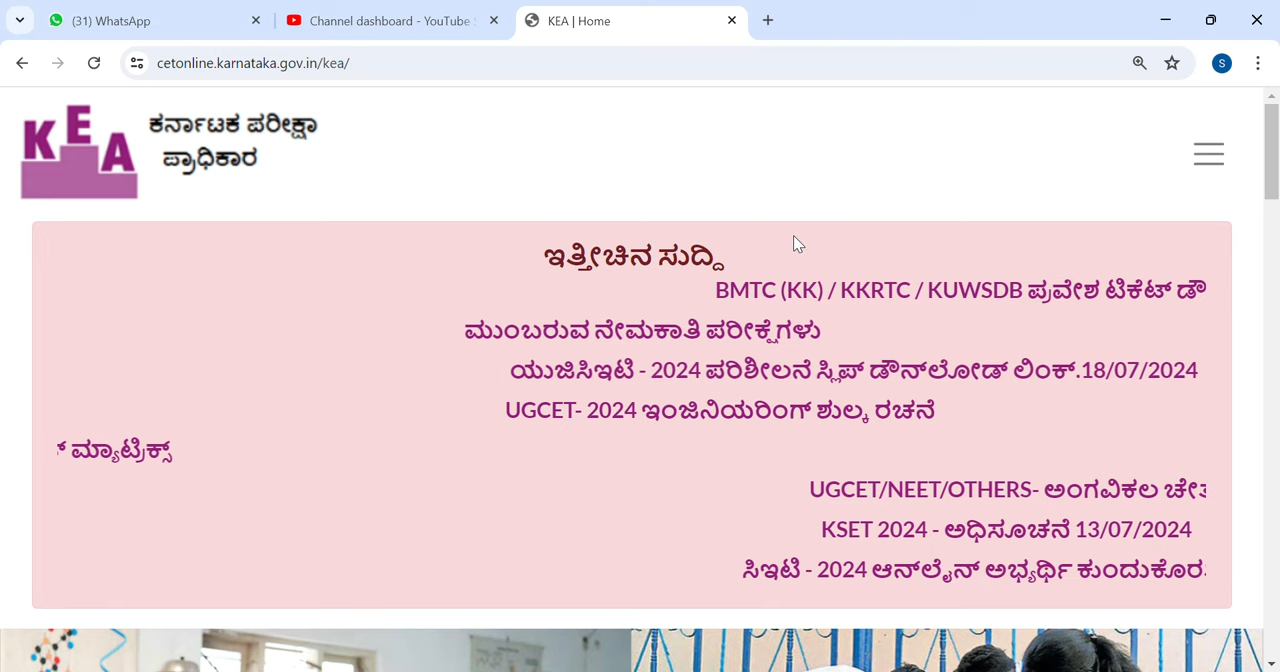 (31) WhatsApp
Channel dashboard - YouTube
KEA | Home
cetonline.karnataka.gov.in/kea/
S
KEA
ಕರ್ನಾಟಕ ಪರೀಕ್ಷಾ
ಪ್ರಾಧಿಕಾರ
ಇತ್ತೀಚಿನ ಸುದ್ದಿ
BMTC (KK) / KKRTC / KUWSDB ಪ್ರವೇಶ ಟಿಕೆಟ್
ಮುಂಬರುವ ನೇಮಕಾತಿ ಪರೀಕ್ಷೆಗಳು
ಯುಜಿಸಿಇಟಿ - 2024 ಪರಿಶೀಲನೆ ಸ್ಲಿಪ್ ಡೌನ್‌ಲೋಡ್ ಲಿಂಕ್.18/07/2024
UGCET- 2024 ಇಂಜಿನಿಯರಿಂಗ್ ಶುಲ್ಕ ರಚನೆ
ಮ್ಯಾಟ್ರಿಕ್ಸ್
UGCET/NEET/OTHERS- ಅಂಗವಿಕಲ
KSET 2024 - ಅಧಿಸೂಚನೆ 13/07/2024
ಸಿಇಟಿ - 2024 ಆನ್‌ಲೈನ್ ಅಭ್ಯರ್ಥಿ